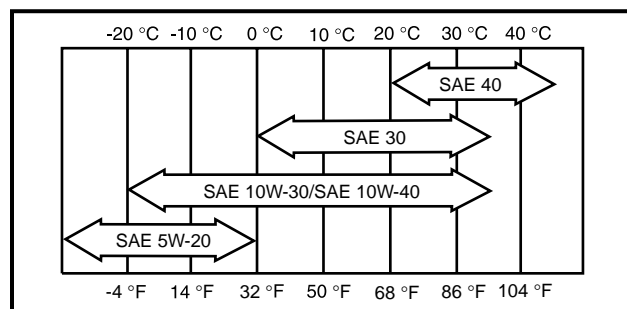 -20 °C -10 °C 0 °C 10 °C 20 °C 30 °C 40 °C
SAE 40
SAE 30
SAE 10W-30/SAE 10W-40
SAE 5W-20
-4 °F 14 °F 32 °F 50 °F 68 °F 86 °F 104 °F